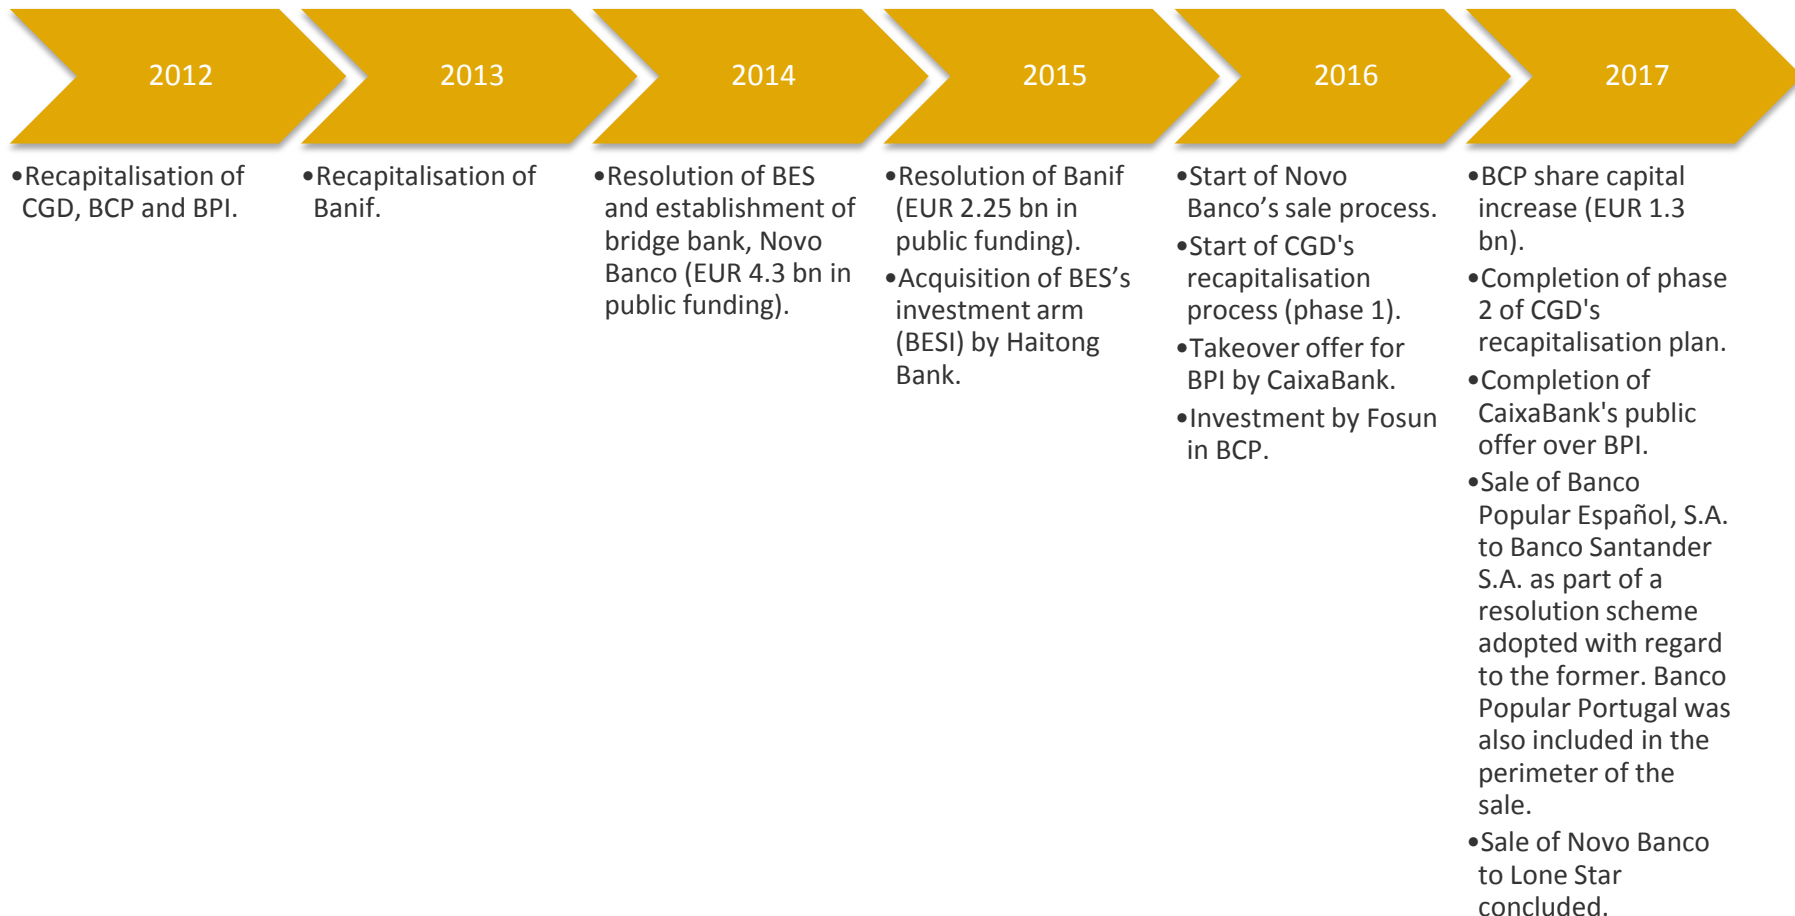 2012
2013
2014
2015
2016
2017
•Recapitalisation of
CGD, BCP and BPI.
•Recapitalisation of
Banif.
•Resolution of BES
and establishment of
bridge bank, Novo
Banco (EUR 4.3 bn in
public funding).
•Resolution of Banif
(EUR 2.25 bn in
public funding).
•Acquisition of BES’s
investment arm
(BESI) by Haitong
Bank.
•Start of Novo
Banco’s sale process.
•Start of CGD's
recapitalisation
process (phase 1).
•Takeover offer for
BPI by CaixaBank.
•Investment by Fosun
in BCP.
•BCP share capital
increase (EUR 1.3
bn).
•Completion of phase
2 of CGD's
recapitalisation plan.
•Completion of
CaixaBank's public
offer over BPI.
•Sale of Banco
Popular Español, S.A.
to Banco Santander
S.A. as part of a
resolution scheme
adopted with regard
to the former. Banco
Popular Portugal was
also included in the
perimeter of the
sale.
•Sale of Novo Banco
to Lone Star
concluded.